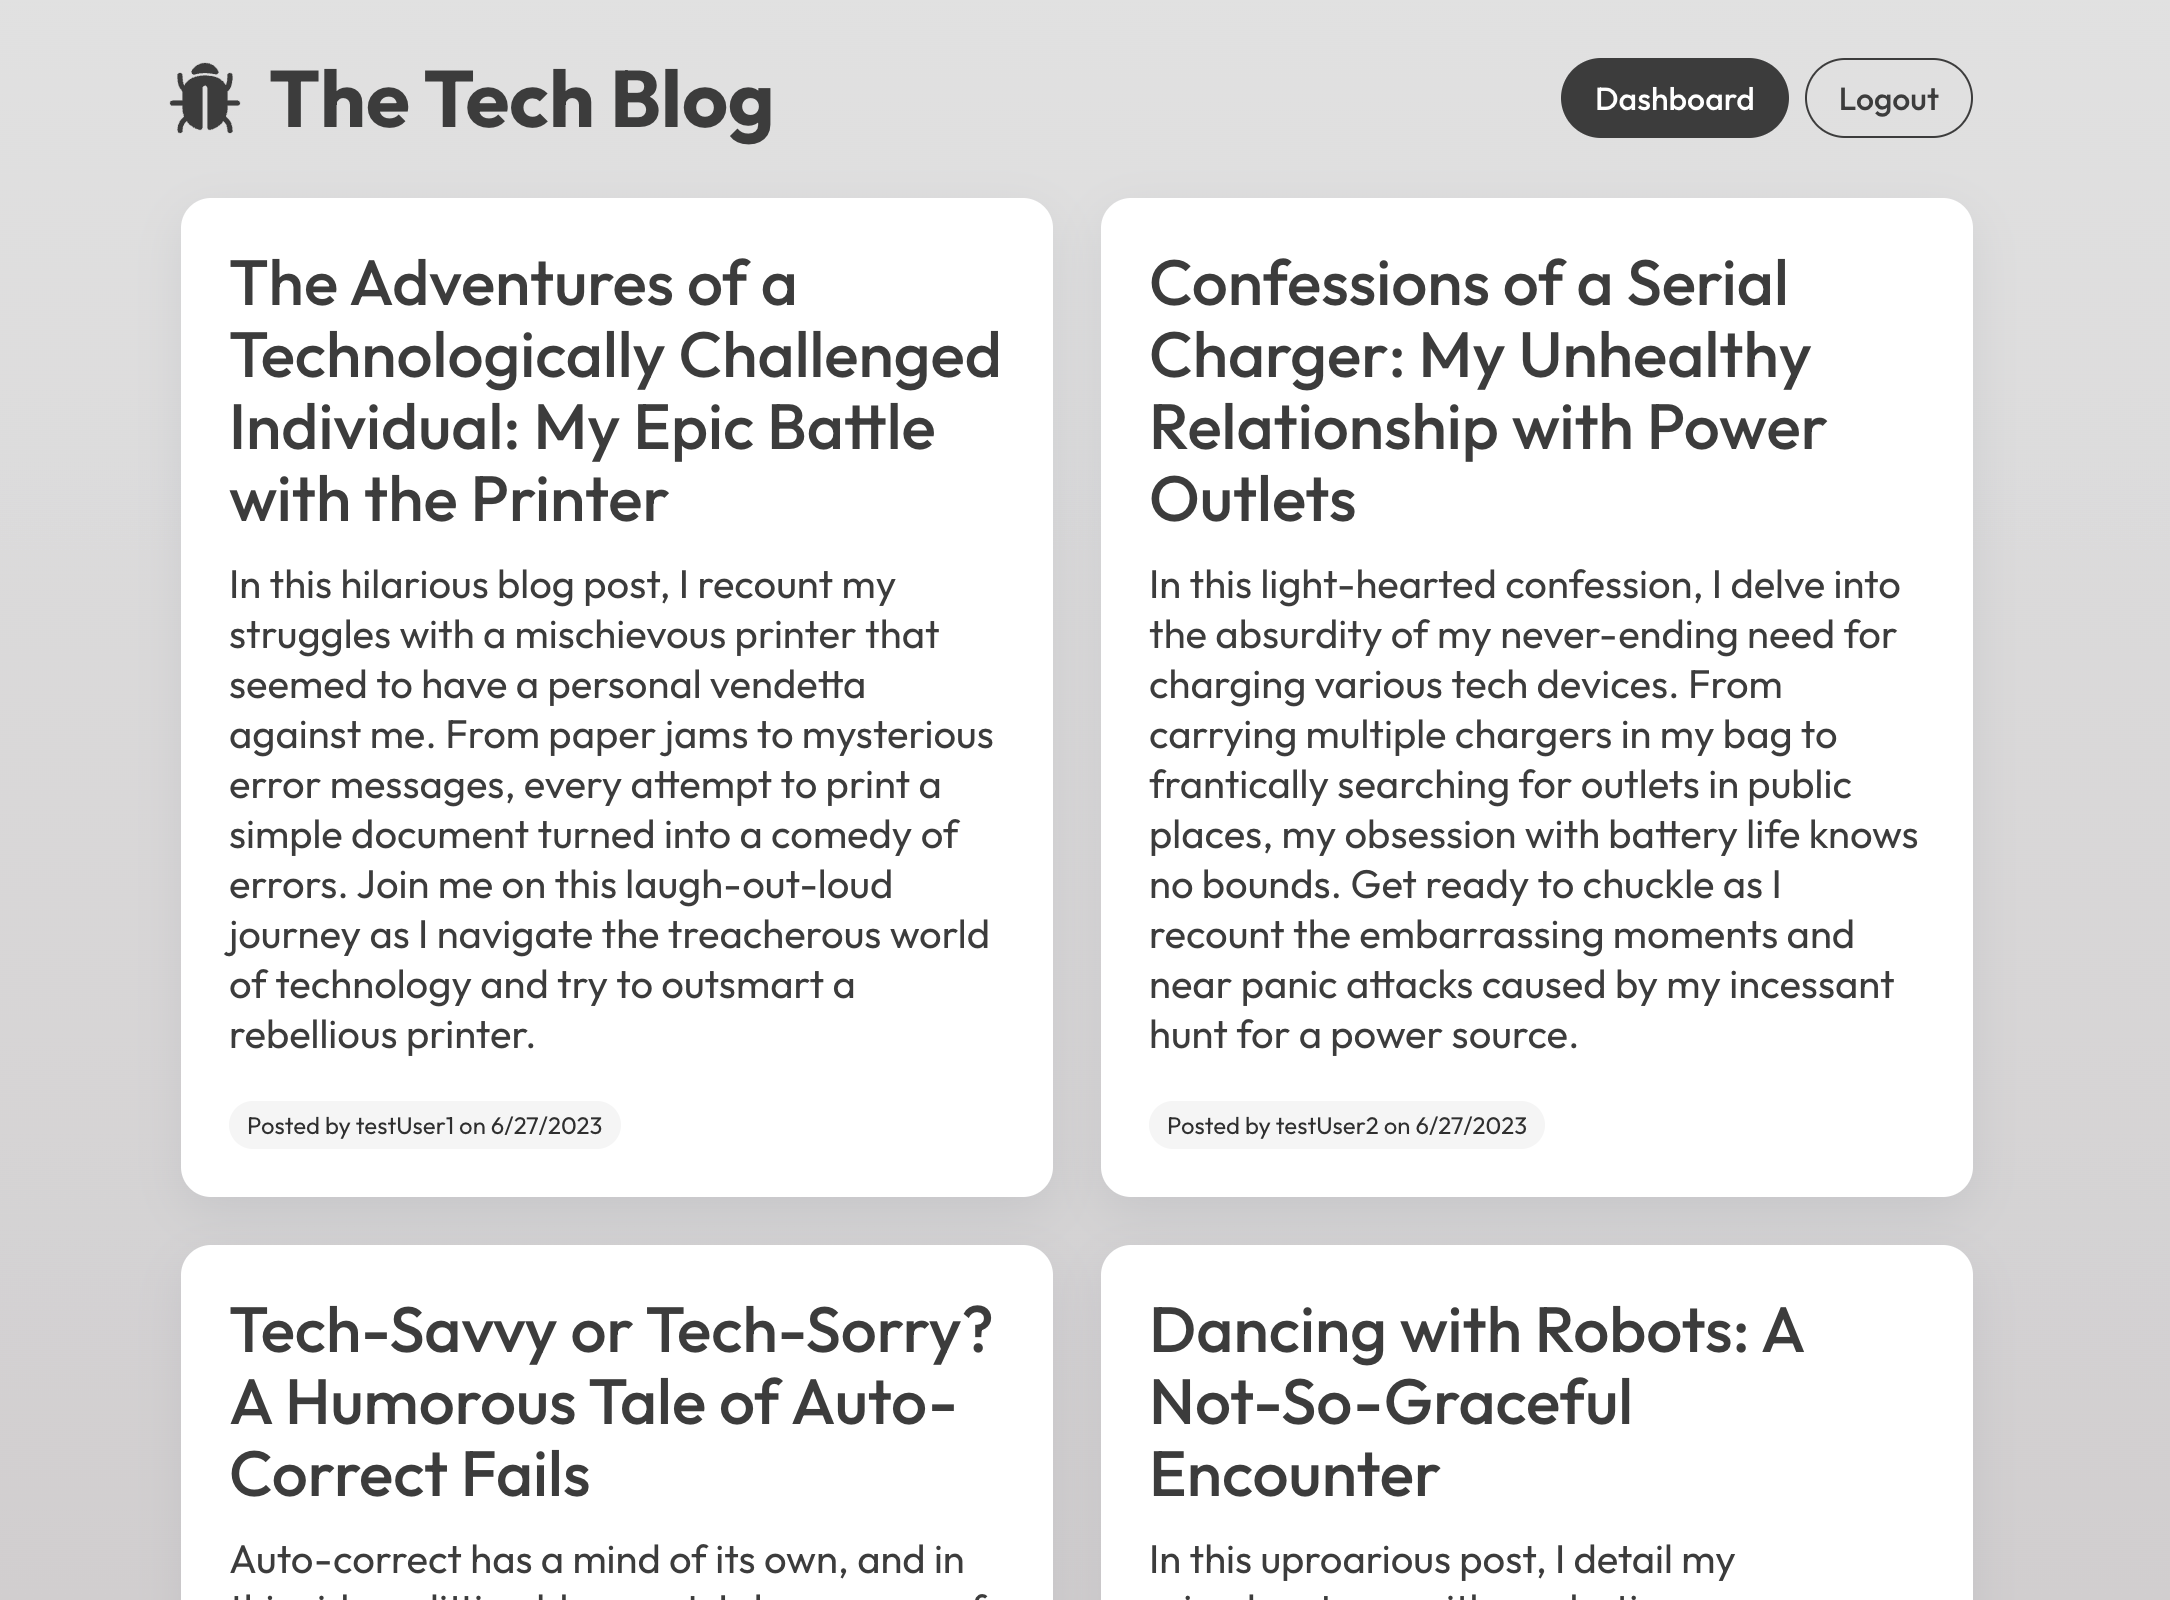 The Tech Blog
Dashboard
Logout
The Adventures of a
Technologically Challenged
Individual: My Epic Battle
with the Printer
In this hilarious blog post, I recount my
struggles with a mischievous printer that
seemed to have a personal vendetta
against me. From paper jams to mysterious
error messages, every attempt to print a
simple document turned into a comedy of
errors. Join me on this laugh-out-loud
journey as I navigate the treacherous world
of technology and try to outsmart a
rebellious printer.
Posted by testUser1 on 6/27/2023
Confessions of a Serial
Charger: My Unhealthy
Relationship with Power
Outlets
In this light-hearted confession, I delve into
the absurdity of my never-ending need for
charging various tech devices. From
carrying multiple chargers in my bag to
frantically searching for outlets in public
places, my obsession with battery life knows
no bounds. Get ready to chuckle as I
recount the embarrassing moments and
near panic attacks caused by my incessant
hunt for a power source.
Posted by testUser2 on 6/27/2023
Tech-Savvy or Tech-Sorry?
A Humorous Tale of Auto-
Correct Fails
Auto-correct has a mind of its own, and in
Dancing with Robots: A
Not-So-Graceful
Encounter
In this uproarious post, I detail my